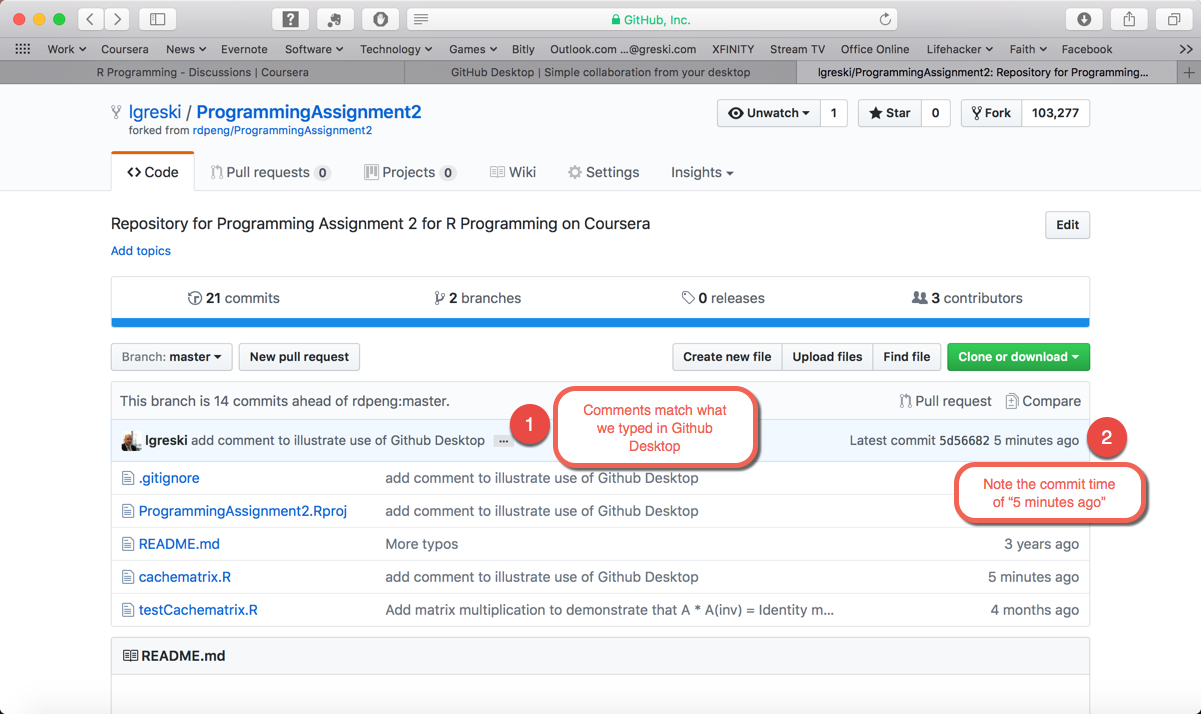 GitHub, Inc.
Work Coursera News Evernote Software Technology Games Bitly Outlook.com ...@greski.com XFINITY Stream TV Office Online Lifehacker Faith Facebook
R Programming - Discussions | Coursera
GitHub Desktop | Simple collaboration from your desktop
lgreski/ProgrammingAssignment2: Repository for Programming...
lgreski / ProgrammingAssignment2
Unwatch 1 Star 0 Fork 103,277
forked from rdpeng/ProgrammingAssignment2
Code Pull requests 0 Projects 0 Wiki Settings Insights
Repository for Programming Assignment 2 for R Programming on Coursera
Edit
Add topics
21 commits 2 branches 0 releases 3 contributors
Branch: master New pull request Create new file Upload files Find file Clone or download
This branch is 14 commits ahead of rdpeng:master. Pull request Compare
lgreski add comment to illustrate use of Github Desktop ... Latest commit 5d56682 5 minutes ago
1
Comments match what
we typed in Github
Desktop
2
Note the commit time
of "5 minutes ago"
.gitignore add comment to illustrate use of Github Desktop
ProgrammingAssignment2.Rproj add comment to illustrate use of Github Desktop
README.md More typos 3 years ago
cachematrix.R add comment to illustrate use of Github Desktop 5 minutes ago
testCachematrix.R Add matrix multiplication to demonstrate that A * A(inv) = Identity m... 4 months ago
README.md